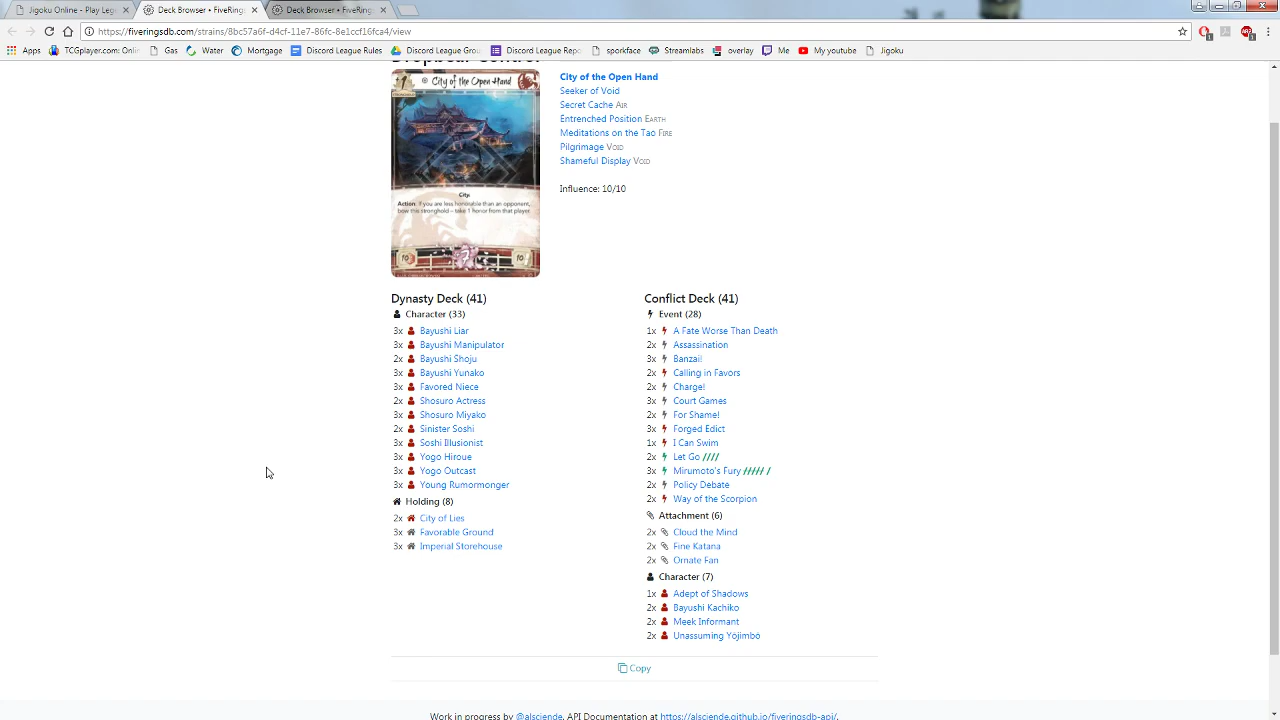 Jigoku Online - Play Leg
Deck Browser • FiveRing:
Deck Browser • FiveRing:
https://fiveringsdb.com/strains/8bc57a6f-d4cf-11e7-86fc-8e1ccf16fca4/view
Apps TCGplayer.com: Onli Gas Water Mortgage Discord League Rules Discord League Grou Discord League Repo sporkface Streamlabs overlay Me My youtube Jigoku
Dropbear Control
City of the Open Hand
City.
Action: If you are less honorable than an opponent, bow this stronghold – take 1 honor from that player.
10 7 10
City of the Open Hand
Seeker of Void
Secret Cache Air
Entrenched Position Earth
Meditations on the Tao Fire
Pilgrimage Void
Shameful Display Void
Influence: 10/10
Dynasty Deck (41)
Character (33)
3x Bayushi Liar
3x Bayushi Manipulator
2x Bayushi Shoju
3x Bayushi Yunako
3x Favored Niece
2x Shosuro Actress
3x Shosuro Miyako
2x Sinister Soshi
3x Soshi Illusionist
3x Yogo Hiroue
3x Yogo Outcast
3x Young Rumormonger
Holding (8)
2x City of Lies
3x Favorable Ground
3x Imperial Storehouse
Conflict Deck (41)
Event (28)
1x A Fate Worse Than Death
2x Assassination
3x Banzai!
2x Calling in Favors
2x Charge!
3x Court Games
2x For Shame!
3x Forged Edict
1x I Can Swim
2x Let Go ////
3x Mirumoto's Fury ///// /
2x Policy Debate
2x Way of the Scorpion
Attachment (6)
2x Cloud the Mind
2x Fine Katana
2x Ornate Fan
Character (7)
1x Adept of Shadows
2x Bayushi Kachiko
2x Meek Informant
2x Unassuming Yōjimbō
Copy
Work in progress by @alsciende. API Documentation at https://alsciende.github.io/fiveringsdb-api/.